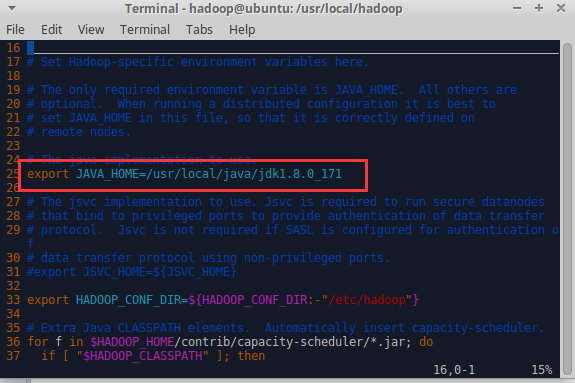 Terminal - hadoop@ubuntu: /usr/local/hadoop
File Edit View Terminal Tabs Help
16
17 # Set Hadoop-specific environment variables here.
18
19 # The only required environment variable is JAVA_HOME.  All others are
20 # optional.  When running a distributed configuration it is best to
21 # set JAVA_HOME in this file, so that it is correctly defined on
22 # remote nodes.
23
24 # The java implementation to use.
25 export JAVA_HOME=/usr/local/java/jdk1.8.0_171
26
27 # The jsvc implementation to use. Jsvc is required to run secure datanodes
28 # that bind to privileged ports to provide authentication of data transfer
29 # protocol.  Jsvc is not required if SASL is configured for authentication o
f
30 # data transfer protocol using non-privileged ports.
31 #export JSVC_HOME=${JSVC_HOME}
32
33 export HADOOP_CONF_DIR=${HADOOP_CONF_DIR:-"/etc/hadoop"}
34
35 # Extra Java CLASSPATH elements.  Automatically insert capacity-scheduler.
36 for f in $HADOOP_HOME/contrib/capacity-scheduler/*.jar; do
37   if [ "$HADOOP_CLASSPATH" ]; then
16,0-1 15%